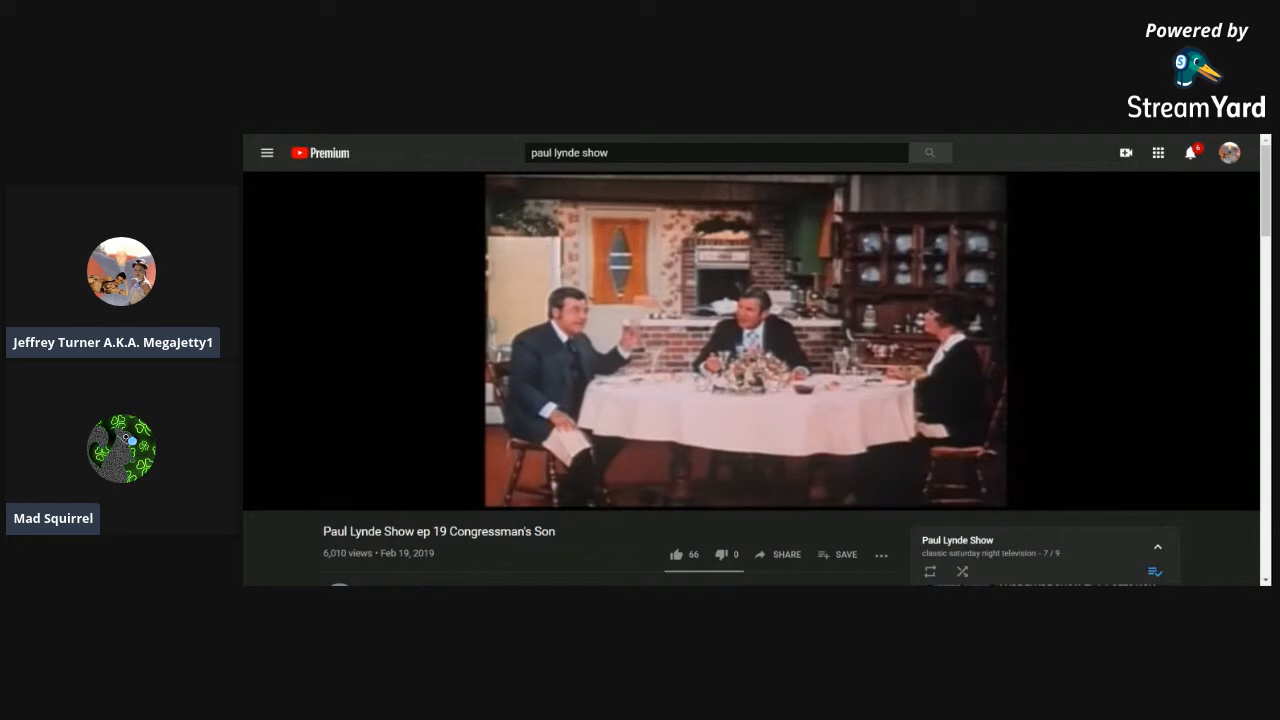 Powered by
StreamYard
Premium
paul lynde show
6
Jeffrey Turner A.K.A. MegaJetty1
Mad Squirrel
Paul Lynde Show ep 19 Congressman's Son
6,010 views • Feb 19, 2019
66
0
SHARE
SAVE
Paul Lynde Show
classic saturday night television - 7 / 9